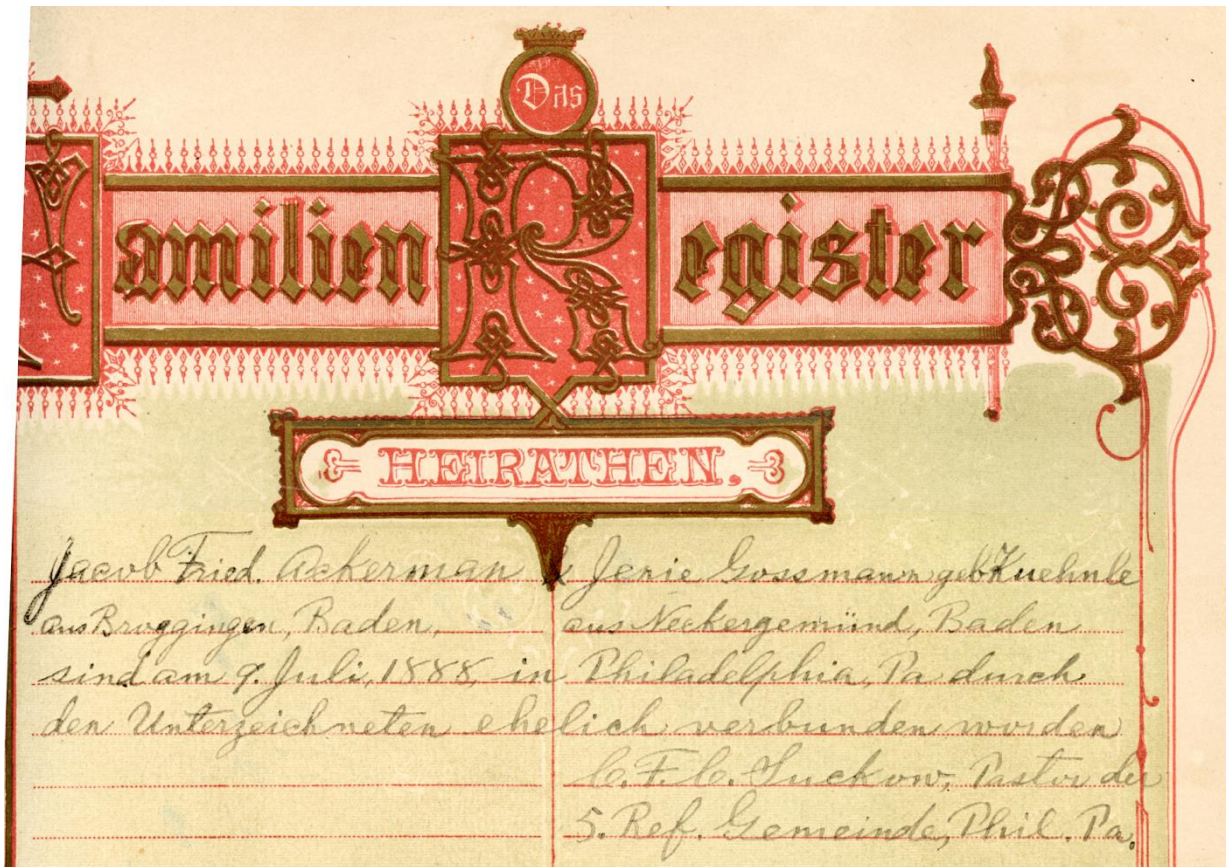 Das
Familien Register
HEIRATHEN.
Jacob Fried. Ackerman & Jenie Gossmann geb Kuehnle
aus Broggingen, Baden, aus Neckergemünd, Baden
sind am 9. Juli, 1888, in Philadelphia, Pa durch
den Unterzeichneten ehelich verbunden worden
C. F. C. Suckow, Pastor der
5. Ref. Gemeinde, Phil. Pa.